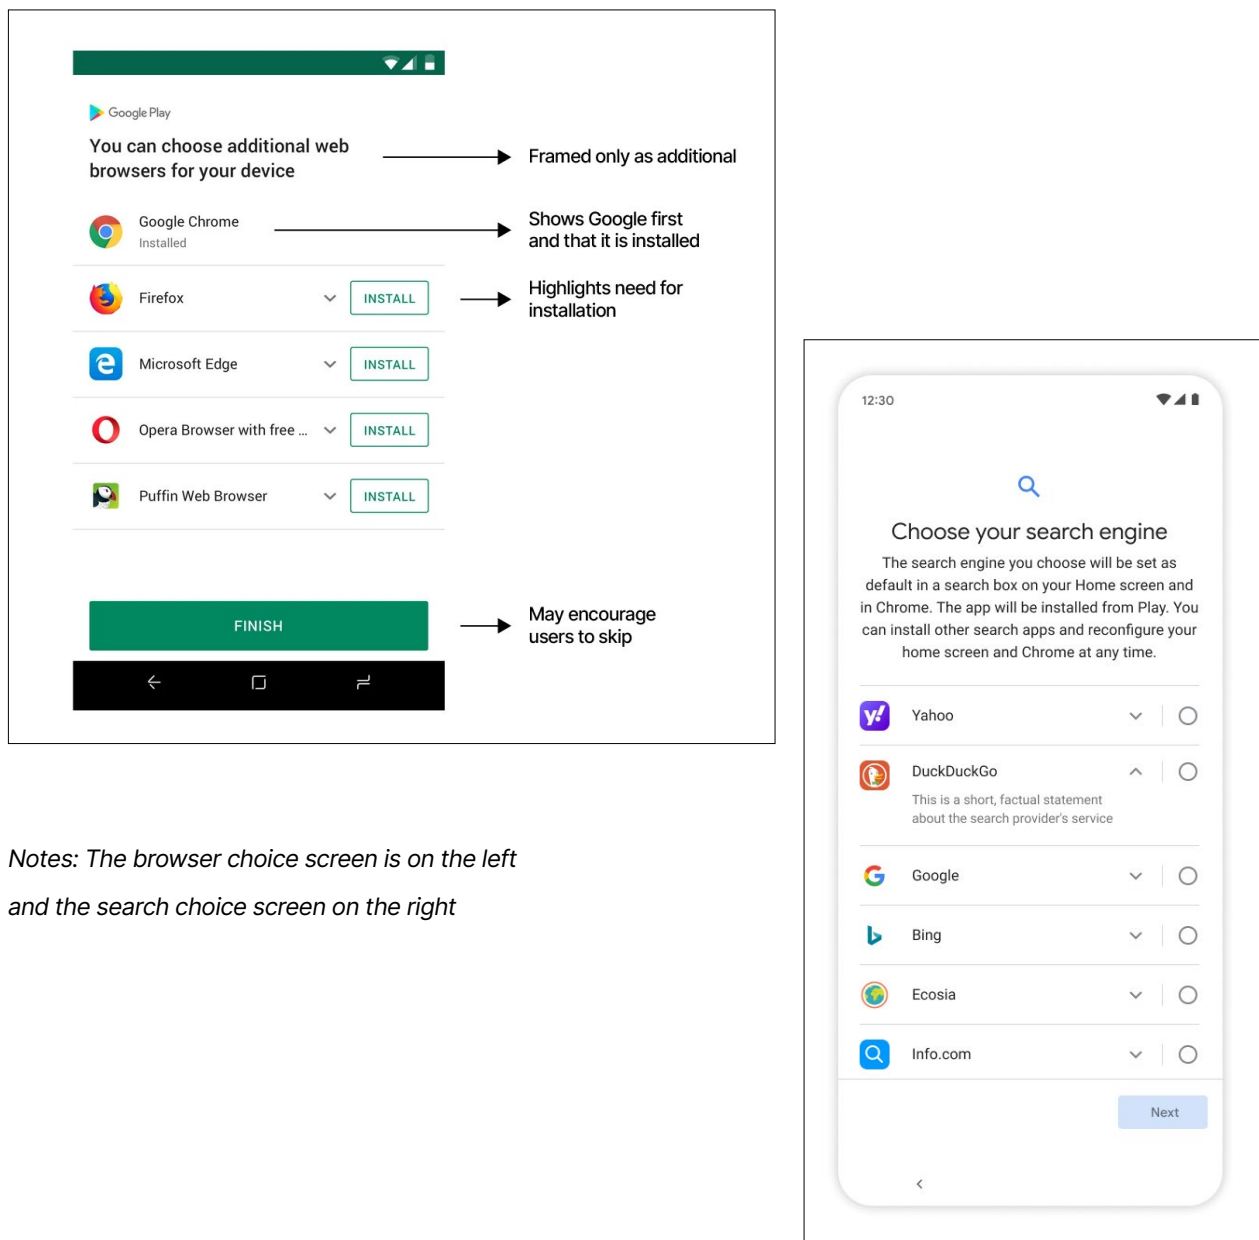 Google Play
You can choose additional web
browsers for your device
Framed only as additional
Google Chrome
Installed
Shows Google first
and that it is installed
Firefox
INSTALL
Highlights need for
installation
Microsoft Edge
INSTALL
Opera Browser with free ...
INSTALL
Puffin Web Browser
INSTALL
FINISH
May encourage
users to skip
Notes: The browser choice screen is on the left
and the search choice screen on the right
12:30
Choose your search engine
The search engine you choose will be set as
default in a search box on your Home screen and
in Chrome. The app will be installed from Play. You
can install other search apps and reconfigure your
home screen and Chrome at any time.
Yahoo
DuckDuckGo
This is a short, factual statement
about the search provider's service
Google
Bing
Ecosia
Info.com
Next